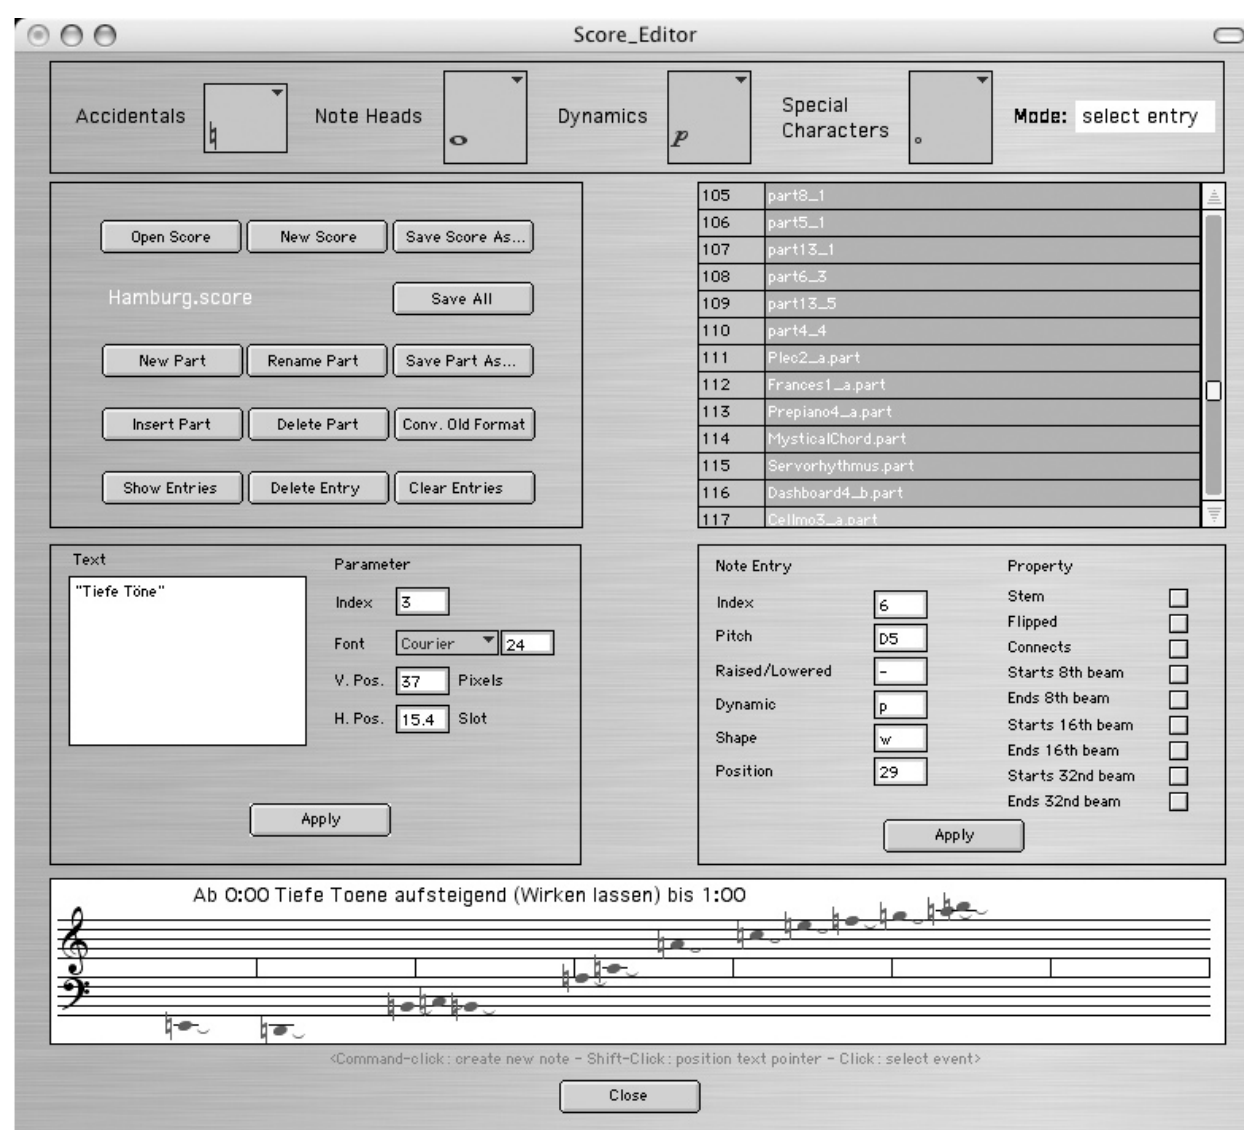 Score_Editor
Accidentals
Note Heads
Dynamics
p
Special
Characters
Mode: select entry
Open Score
New Score
Save Score As...
Hamburg.score
Save All
New Part
Rename Part
Save Part As...
Insert Part
Delete Part
Conv. Old Format
Show Entries
Delete Entry
Clear Entries
105 part8_1
106 part5_1
107 part13_1
108 part6_3
109 part13_5
110 part4_4
111 Plec2_a.part
112 Frances1_a.part
113 Prepiano4_a.part
114 MysticalChord.part
115 Servorhythmus.part
116 Dashboard4_b.part
117 Cellmo3_a.part
Text
"Tiefe Töne"
Parameter
Index 3
Font Courier 24
V. Pos. 37 Pixels
H. Pos. 15.4 Slot
Apply
Note Entry
Index 6
Pitch D5
Raised/Lowered -
Dynamic p
Shape w
Position 29
Property
Stem
Flipped
Connects
Starts 8th beam
Ends 8th beam
Starts 16th beam
Ends 16th beam
Starts 32nd beam
Ends 32nd beam
Apply
Ab 0:00 Tiefe Toene aufsteigend (Wirken lassen) bis 1:00
<Command-click: create new note - Shift-Click: position text pointer - Click: select event>
Close